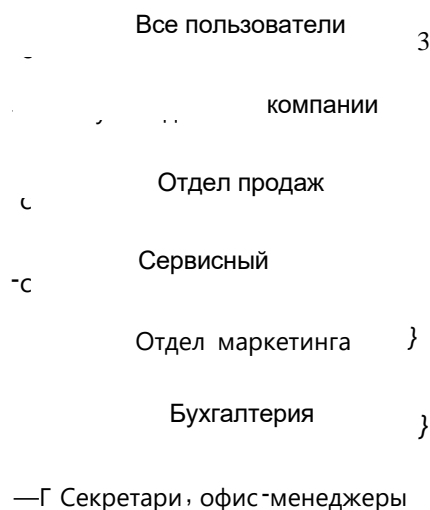 Все пользователи 3
компании
Отдел продаж
с
Сервисный
-с
Отдел маркетинга }
Бухгалтерия }
—Г Секретари, офис-менеджеры